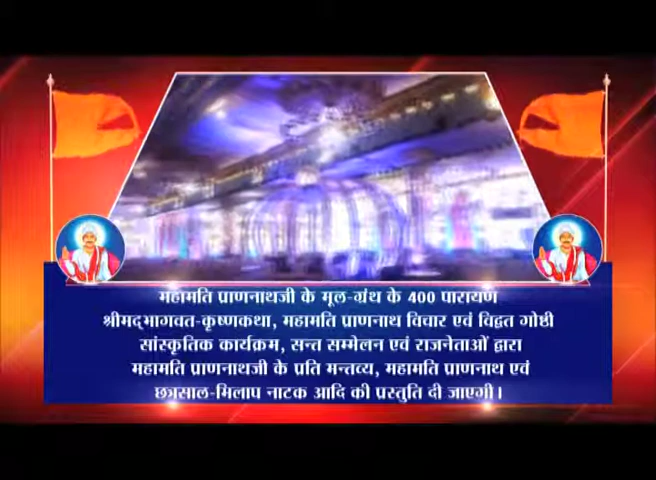 महामति प्राणनाथजी के मूल-ग्रंथ के 400 पारायण
श्रीमद्भागवत-कृष्णकथा, महामति प्राणनाथ विचार एवं विद्वत गोष्ठी
सांस्कृतिक कार्यक्रम, सन्त सम्मेलन एवं राजनेताओं द्वारा
महामति प्राणनाथजी के प्रति मन्तव्य, महामति प्राणनाथ एवं
छत्रासाल-मिलाप नाटक आदि की प्रस्तुति दी जाएगी।